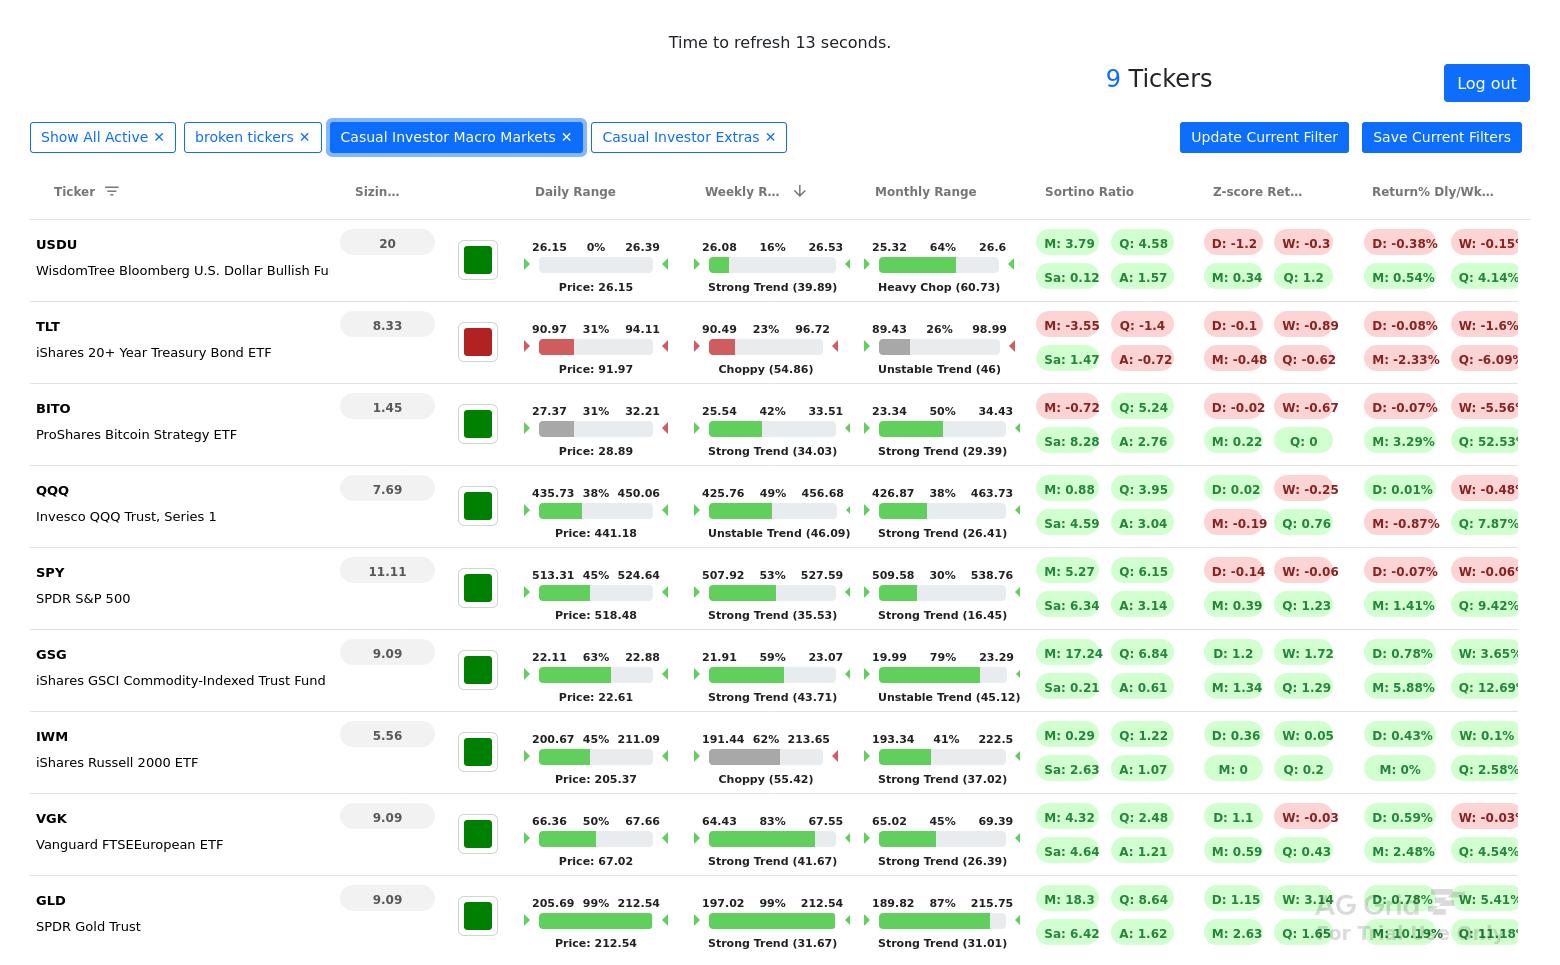 Time to refresh 13 seconds.
9 Tickers
Log out
Show All Active ✕ broken tickers ✕ Casual Investor Macro Markets ✕ Casual Investor Extras ✕ Update Current Filter Save Current Filters
Ticker Sizin... Daily Range Weekly R... Monthly Range Sortino Ratio Z-score Ret... Return% Dly/Wk...
USDU 20 26.15 0% 26.39 26.08 16% 26.53 25.32 64% 26.6 M: 3.79 Q: 4.58 D: -1.2 W: -0.3 D: -0.38% W: -0.15%
WisdomTree Bloomberg U.S. Dollar Bullish Fu Price: 26.15 Strong Trend (39.89) Heavy Chop (60.73) Sa: 0.12 A: 1.57 M: 0.34 Q: 1.2 M: 0.54% Q: 4.14%
TLT 8.33 90.97 31% 94.11 90.49 23% 96.72 89.43 26% 98.99 M: -3.55 Q: -1.4 D: -0.1 W: -0.89 D: -0.08% W: -1.6%
iShares 20+ Year Treasury Bond ETF Price: 91.97 Choppy (54.86) Unstable Trend (46) Sa: 1.47 A: -0.72 M: -0.48 Q: -0.62 M: -2.33% Q: -6.09%
BITO 1.45 27.37 31% 32.21 25.54 42% 33.51 23.34 50% 34.43 M: -0.72 Q: 5.24 D: -0.02 W: -0.67 D: -0.07% W: -5.56%
ProShares Bitcoin Strategy ETF Price: 28.89 Strong Trend (34.03) Strong Trend (29.39) Sa: 8.28 A: 2.76 M: 0.22 Q: 0 M: 3.29% Q: 52.53%
QQQ 7.69 435.73 38% 450.06 425.76 49% 456.68 426.87 38% 463.73 M: 0.88 Q: 3.95 D: 0.02 W: -0.25 D: 0.01% W: -0.48%
Invesco QQQ Trust, Series 1 Price: 441.18 Unstable Trend (46.09) Strong Trend (26.41) Sa: 4.59 A: 3.04 M: -0.19 Q: 0.76 M: -0.87% Q: 7.87%
SPY 11.11 513.31 45% 524.64 507.92 53% 527.59 509.58 30% 538.76 M: 5.27 Q: 6.15 D: -0.14 W: -0.06 D: -0.07% W: -0.06%
SPDR S&P 500 Price: 518.48 Strong Trend (35.53) Strong Trend (16.45) Sa: 6.34 A: 3.14 M: 0.39 Q: 1.23 M: 1.41% Q: 9.42%
GSG 9.09 22.11 63% 22.88 21.91 59% 23.07 19.99 79% 23.29 M: 17.24 Q: 6.84 D: 1.2 W: 1.72 D: 0.78% W: 3.65%
iShares GSCI Commodity-Indexed Trust Fund Price: 22.61 Strong Trend (43.71) Unstable Trend (45.12) Sa: 0.21 A: 0.61 M: 1.34 Q: 1.29 M: 5.88% Q: 12.69%
IWM 5.56 200.67 45% 211.09 191.44 62% 213.65 193.34 41% 222.5 M: 0.29 Q: 1.22 D: 0.36 W: 0.05 D: 0.43% W: 0.1%
iShares Russell 2000 ETF Price: 205.37 Choppy (55.42) Strong Trend (37.02) Sa: 2.63 A: 1.07 M: 0 Q: 0.2 M: 0% Q: 2.58%
VGK 9.09 66.36 50% 67.66 64.43 83% 67.55 65.02 45% 69.39 M: 4.32 Q: 2.48 D: 1.1 W: -0.03 D: 0.59% W: -0.03%
Vanguard FTSEEuropean ETF Price: 67.02 Strong Trend (41.67) Strong Trend (26.39) Sa: 4.64 A: 1.21 M: 0.59 Q: 0.43 M: 2.48% Q: 4.54%
GLD 9.09 205.69 99% 212.54 197.02 99% 212.54 189.82 87% 215.75 M: 18.3 Q: 8.64 D: 1.15 W: 3.14 D: 0.78% W: 5.41%
SPDR Gold Trust Price: 212.54 Strong Trend (31.67) Strong Trend (31.01) Sa: 6.42 A: 1.62 M: 2.63 Q: 1.65 M: 10.19% Q: 11.18%
AG Grid
For Trial Use Only